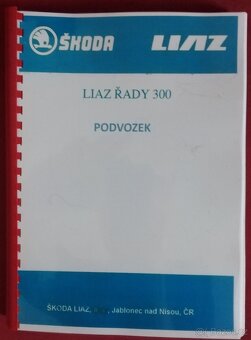 ŠKODA LIAZ
LIAZ ŘADY 300
PODVOZEK
ŠKODA LIAZ, , Jablonec nad Nisou, ČR